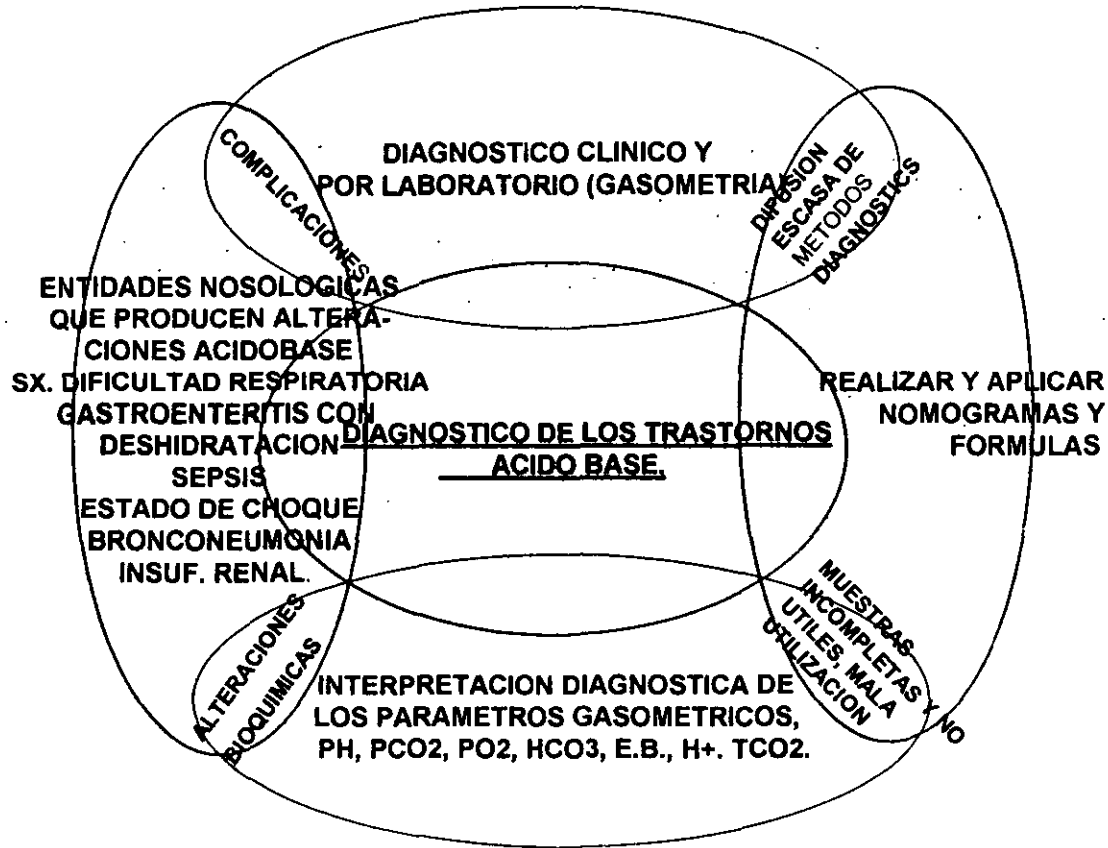 DIAGNOSTICO CLINICO Y
POR LABORATORIO (GASOMETRIA)
COMPLICACIONES
DIFUSION
ESCASA DE
METODOS
DIAGNOSTICS
ENTIDADES NOSOLOGICAS
QUE PRODUCEN ALTERA-
CIONES ACIDOBASE
SX. DIFICULTAD RESPIRATORIA
GASTROENTERITIS CON
DESHIDRATACION
SEPSIS
ESTADO DE CHOQUE
BRONCONEUMONIA
INSUF. RENAL.
DIAGNOSTICO DE LOS TRASTORNOS
ACIDO BASE.
REALIZAR Y APLICAR
NOMOGRAMAS Y
FORMULAS
ALTERACIONES
BIOQUIMICAS
MUESTRAS
INCOMPLETAS Y NO
UTILES, MALA
UTILIZACION
INTERPRETACION DIAGNOSTICA DE
LOS PARAMETROS GASOMETRICOS,
PH, PCO2, PO2, HCO3, E.B., H+. TCO2.